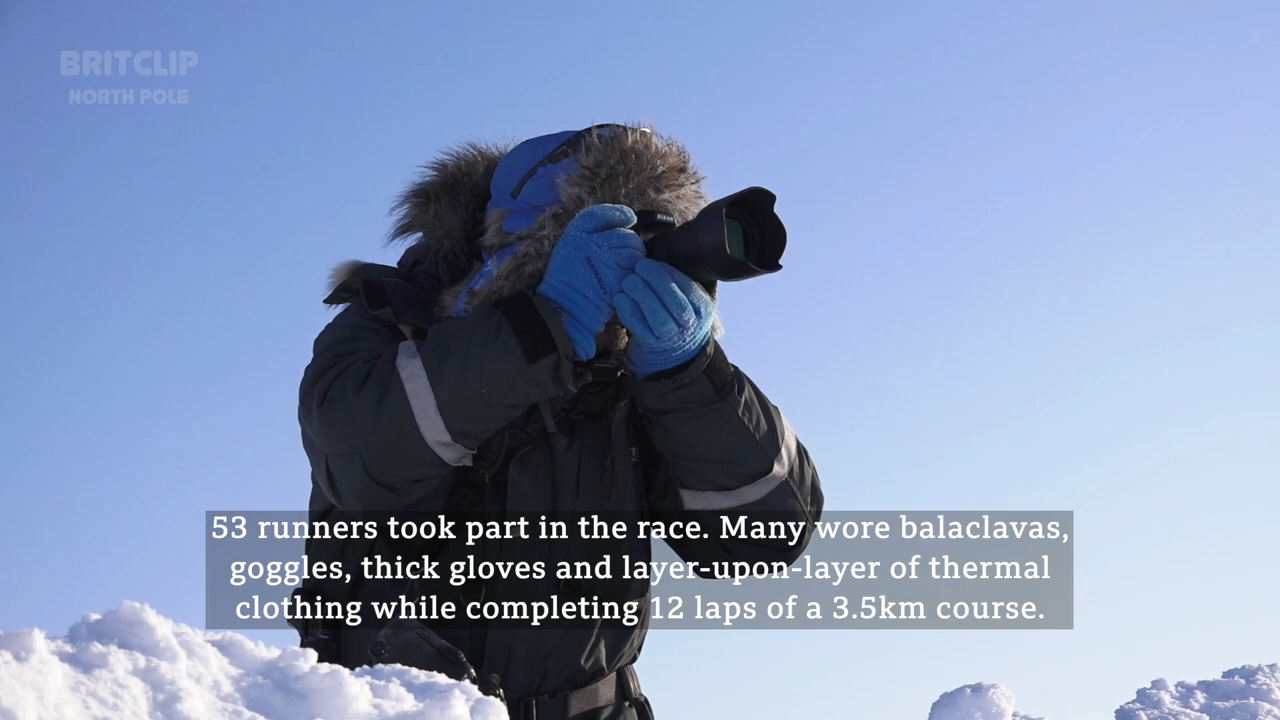 BRITCLIP
NORTH POLE
53 runners took part in the race. Many wore balaclavas,
goggles, thick gloves and layer-upon-layer of thermal
clothing while completing 12 laps of a 3.5km course.